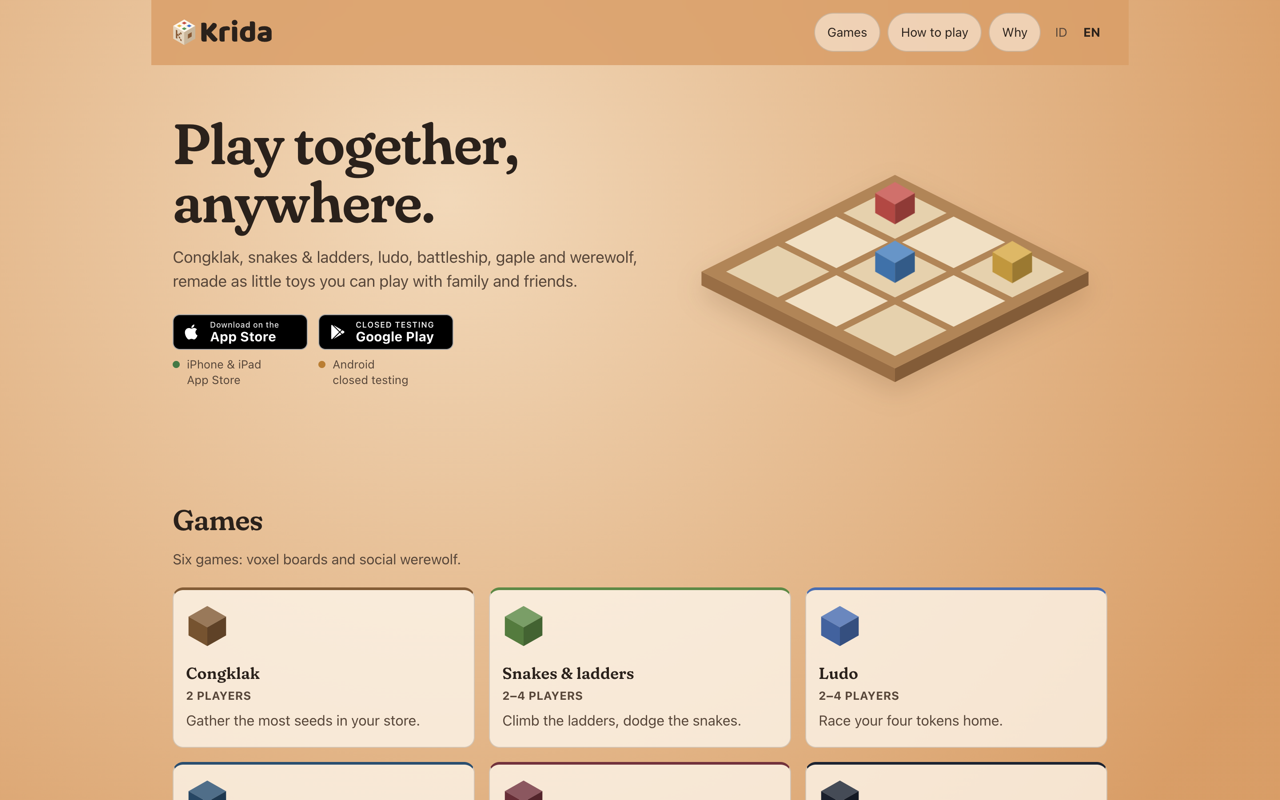 Krida
Games
How to play
Why
ID
EN
Play together,
anywhere.
Congklak, snakes & ladders, ludo, battleship, gaple and werewolf,
remade as little toys you can play with family and friends.
Download on the
App Store
CLOSED TESTING
Google Play
iPhone & iPad
App Store
Android
closed testing
Games
Six games: voxel boards and social werewolf.
Congklak
2 PLAYERS
Gather the most seeds in your store.
Snakes & ladders
2–4 PLAYERS
Climb the ladders, dodge the snakes.
Ludo
2–4 PLAYERS
Race your four tokens home.